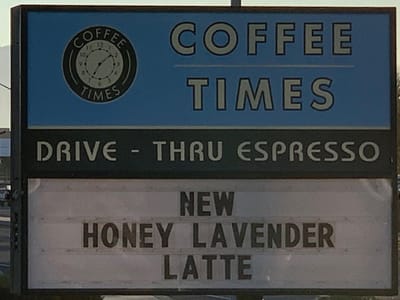 COFFEE
TIMES
COFFEE
TIMES
DRIVE - THRU ESPRESSO
NEW
HONEY LAVENDER
LATTE